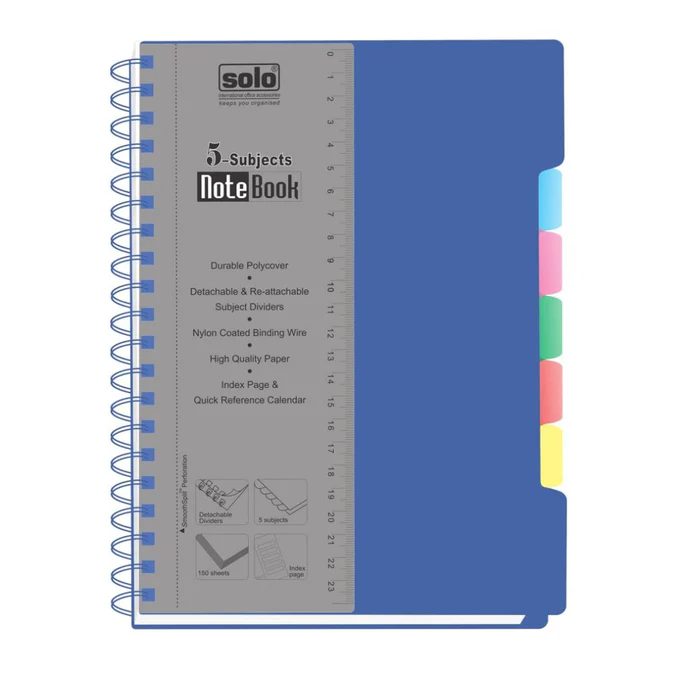 solo®
international office accessories
keeps you organised
5-Subjects
NoteBook
Durable Polycover
•
Detachable & Re-attachable
Subject Dividers
•
Nylon Coated Binding Wire
•
High Quality Paper
•
Index Page &
Quick Reference Calendar
SmoothSplit™ Perforation
Detachable
Dividers
5 subjects
150 sheets
Index
page
0
1
2
3
4
5
6
7
8
9
10
11
12
13
14
15
16
17
18
19
20
21
22
23